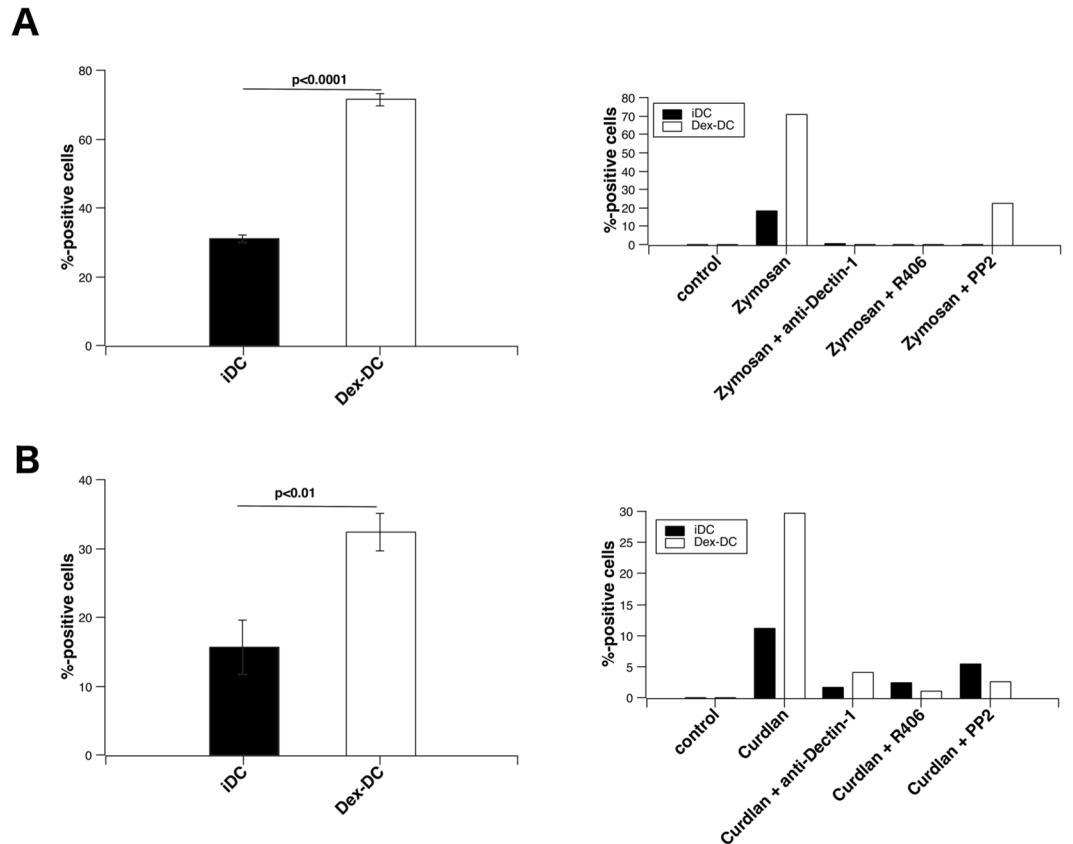 A
80
60
40
20
0
%-positive cells
p<0.0001
iDC
Dex-DC
80
70
60
50
40
30
20
10
0
%-positive cells
iDC
Dex-DC
control
Zymosan
Zymosan + anti-Dectin-1
Zymosan + R406
Zymosan + PP2
B
40
30
20
10
0
%-positive cells
p<0.01
iDC
Dex-DC
30
25
20
15
10
5
0
%-positive cells
iDC
Dex-DC
control
Curdlan
Curdlan + anti-Dectin-1
Curdlan + R406
Curdlan + PP2